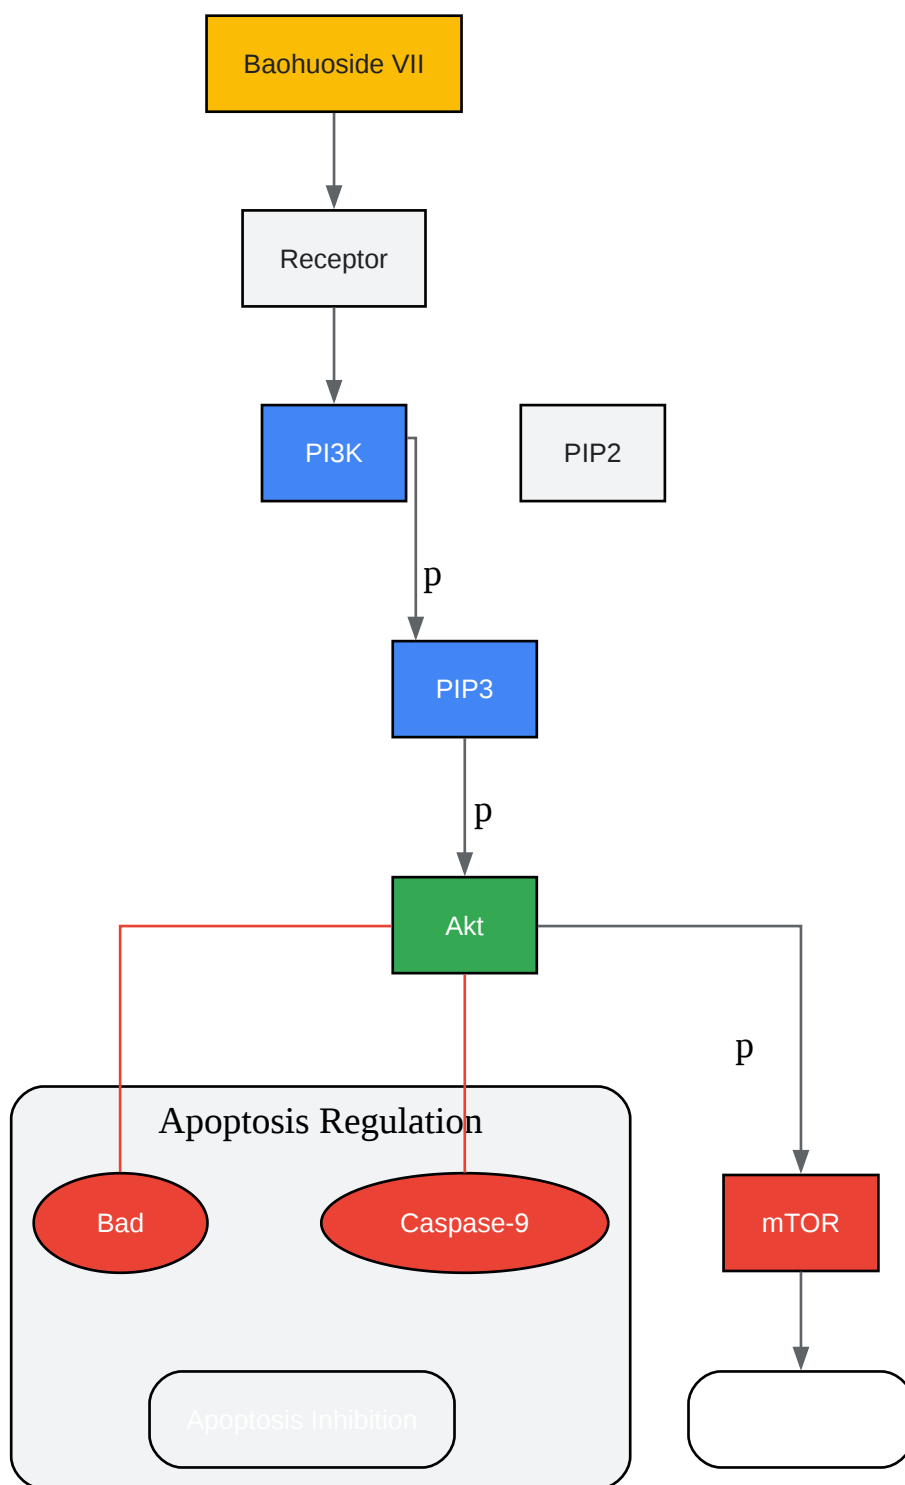 Baohuoside VII
Receptor
PI3K
PIP2
p
PIP3
p
Akt
p
Apoptosis Regulation
Bad
Caspase-9
mTOR
Apoptosis Inhibition